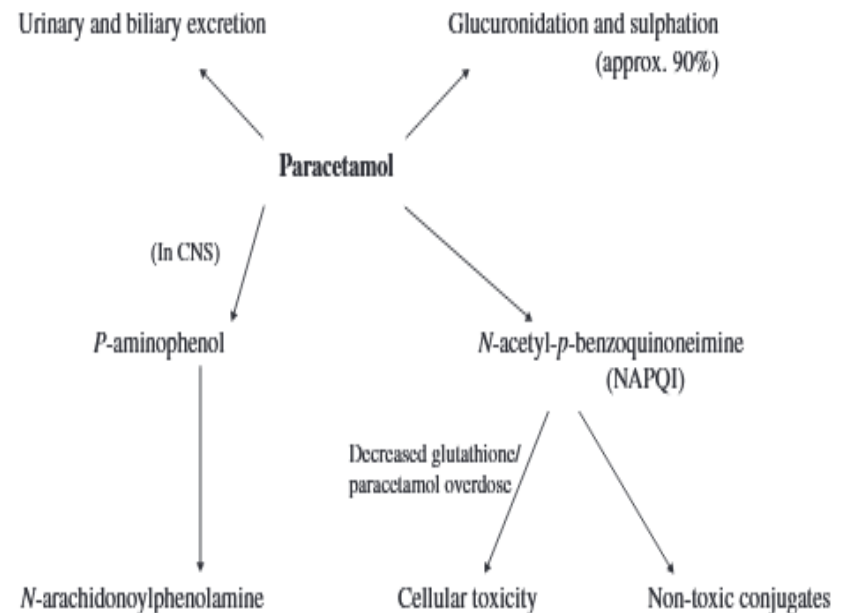 Urinary and biliary excretion
Glucuronidation and sulphation
(approx. 90%)
Paracetamol
(In CNS)
P-aminophenol
N-acetyl-p-benzoquinoneimine
(NAPQI)
Decreased glutathione/
paracetamol overdose
N-arachidonoylphenolamine
Cellular toxicity
Non-toxic conjugates